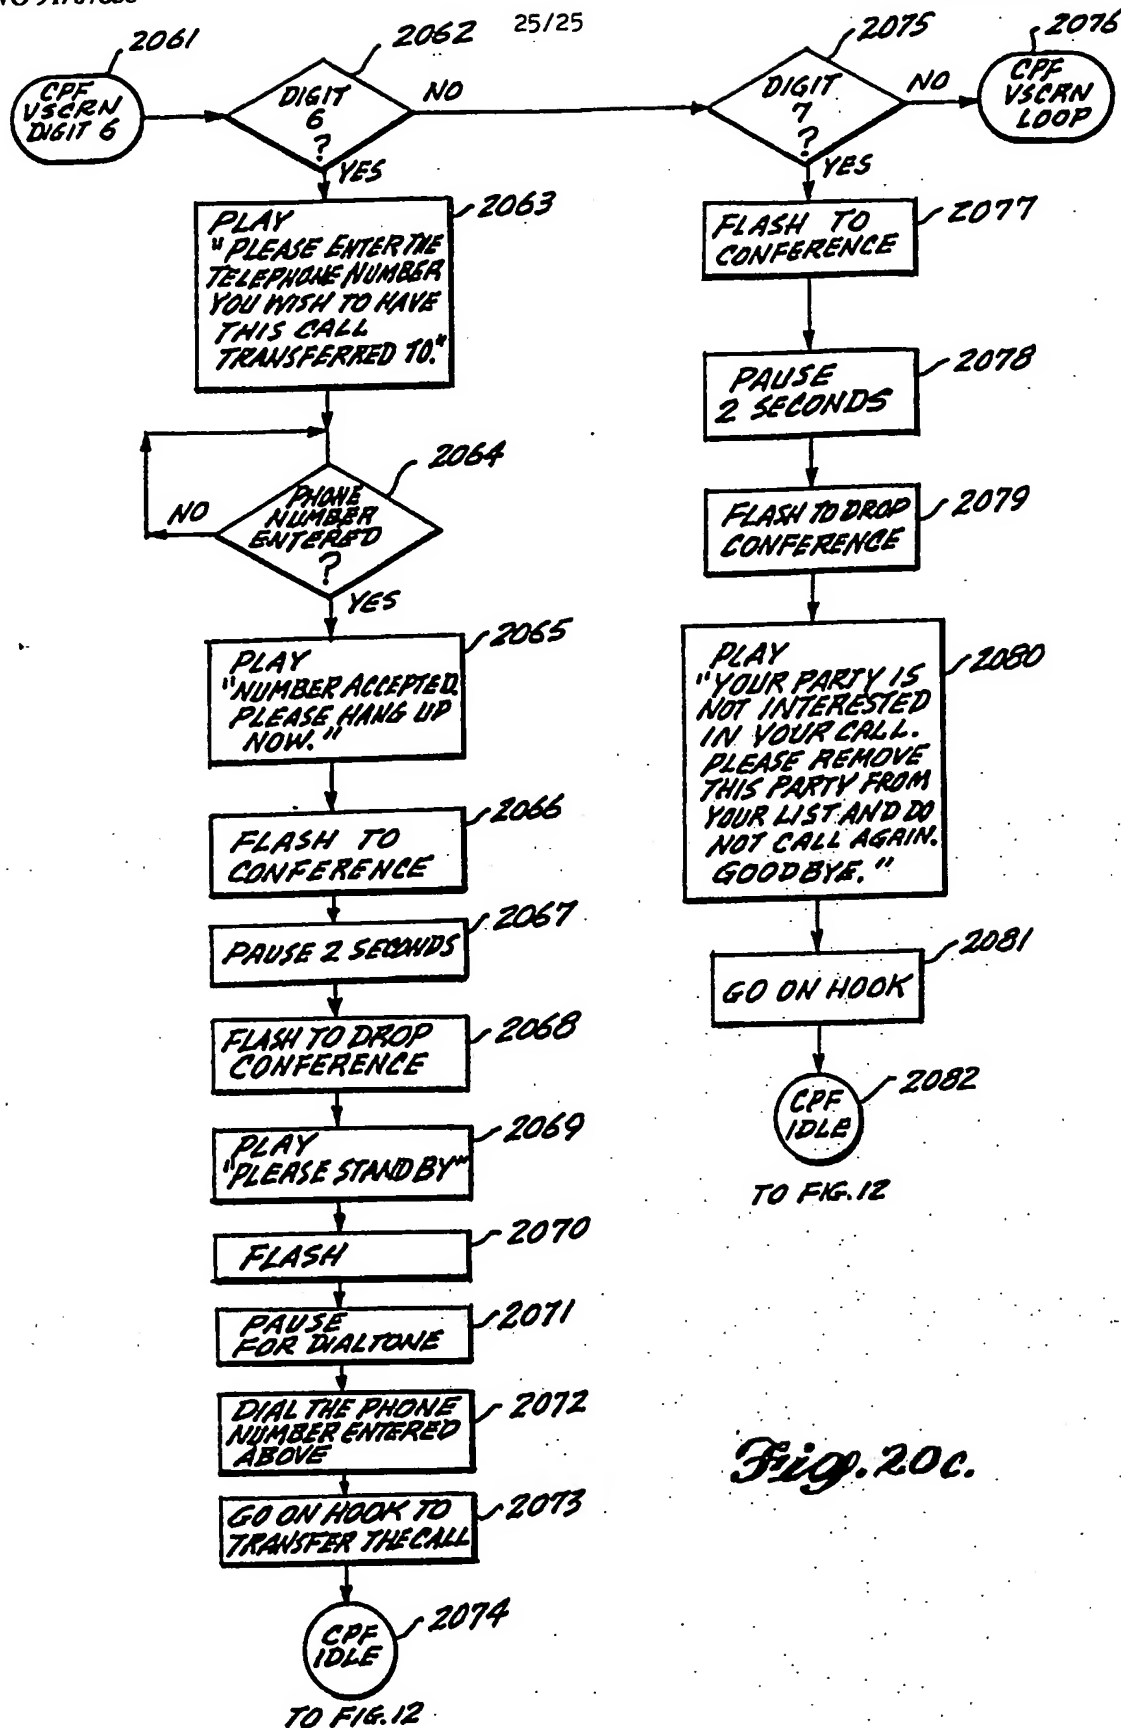 25/25
2061
CPF
VSCRN
DIGIT 6
2062
DIGIT
6
?
NO
YES
2075
DIGIT
7
?
NO
YES
2076
CPF
VSCRN
LOOP
2063
PLAY
"PLEASE ENTER THE
TELEPHONE NUMBER
YOU WISH TO HAVE
THIS CALL
TRANSFERRED TO."
2064
PHONE
NUMBER
ENTERED
?
NO
YES
2065
PLAY
"NUMBER ACCEPTED.
PLEASE HANG UP
NOW."
2066
FLASH TO
CONFERENCE
2067
PAUSE 2 SECONDS
2068
FLASH TO DROP
CONFERENCE
2069
PLAY
"PLEASE STAND BY"
2070
FLASH
2071
PAUSE
FOR DIALTONE
2072
DIAL THE PHONE
NUMBER ENTERED
ABOVE
2073
GO ON HOOK TO
TRANSFER THE CALL
2074
CPF
IDLE
TO FIG.12
2077
FLASH TO
CONFERENCE
2078
PAUSE
2 SECONDS
2079
FLASH TO DROP
CONFERENCE
2080
PLAY
"YOUR PARTY IS
NOT INTERESTED
IN YOUR CALL.
PLEASE REMOVE
THIS PARTY FROM
YOUR LIST AND DO
NOT CALL AGAIN.
GOODBYE."
2081
GO ON HOOK
2082
CPF
IDLE
TO FIG.12
Fig. 20c.